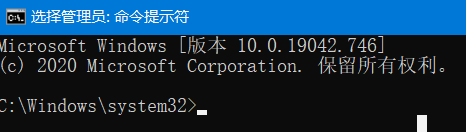 选择管理员: 命令提示符
Microsoft Windows [版本 10.0.19042.746]
(c) 2020 Microsoft Corporation. 保留所有权利。
C:\Windows\system32>